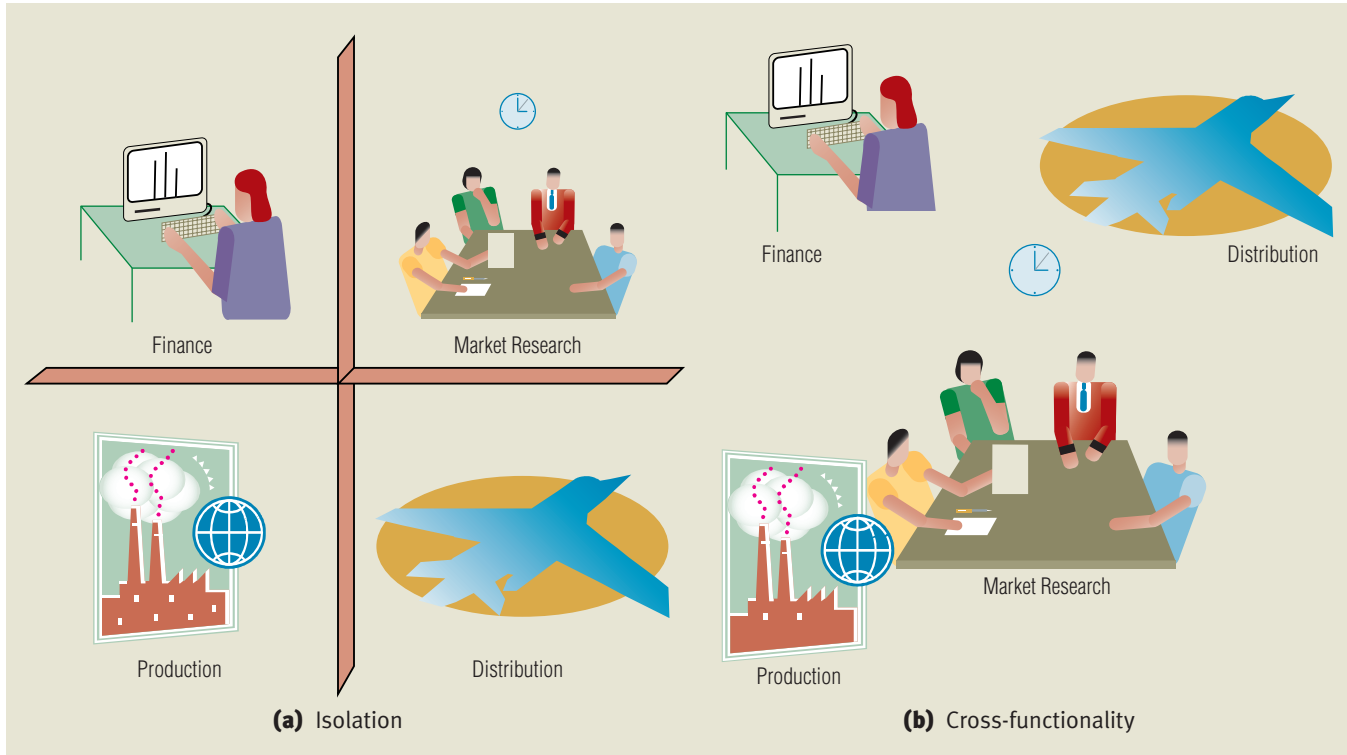 Finance
Market Research
Production
Distribution
(a) Isolation
Finance
Distribution
Market Research
Production
(b) Cross-functionality